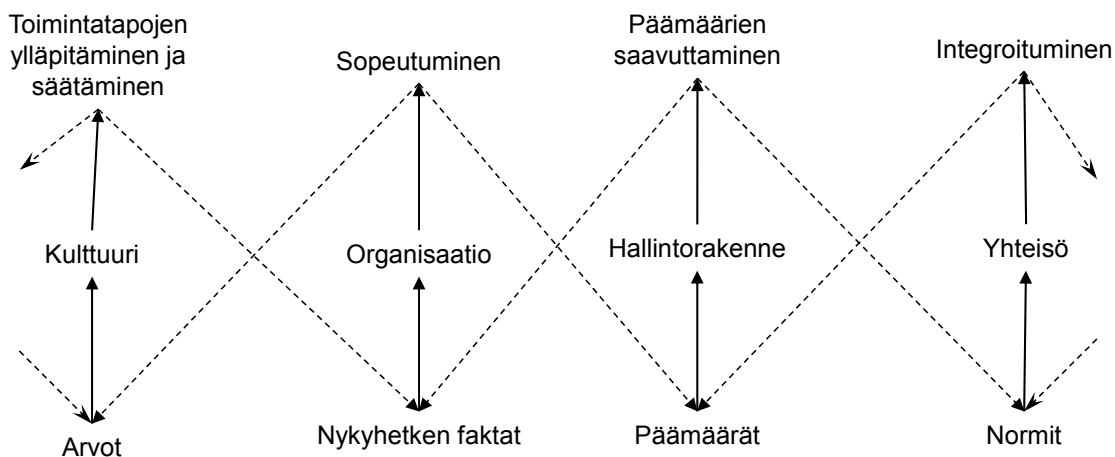 Toimintatapojen
ylläpitäminen ja
säätäminen
Sopeutuminen
Päämäärien
saavuttaminen
Integroituminen
Kulttuuri
Organisaatio
Hallintorakenne
Yhteisö
Arvot
Nykyhetken faktat
Päämäärät
Normit